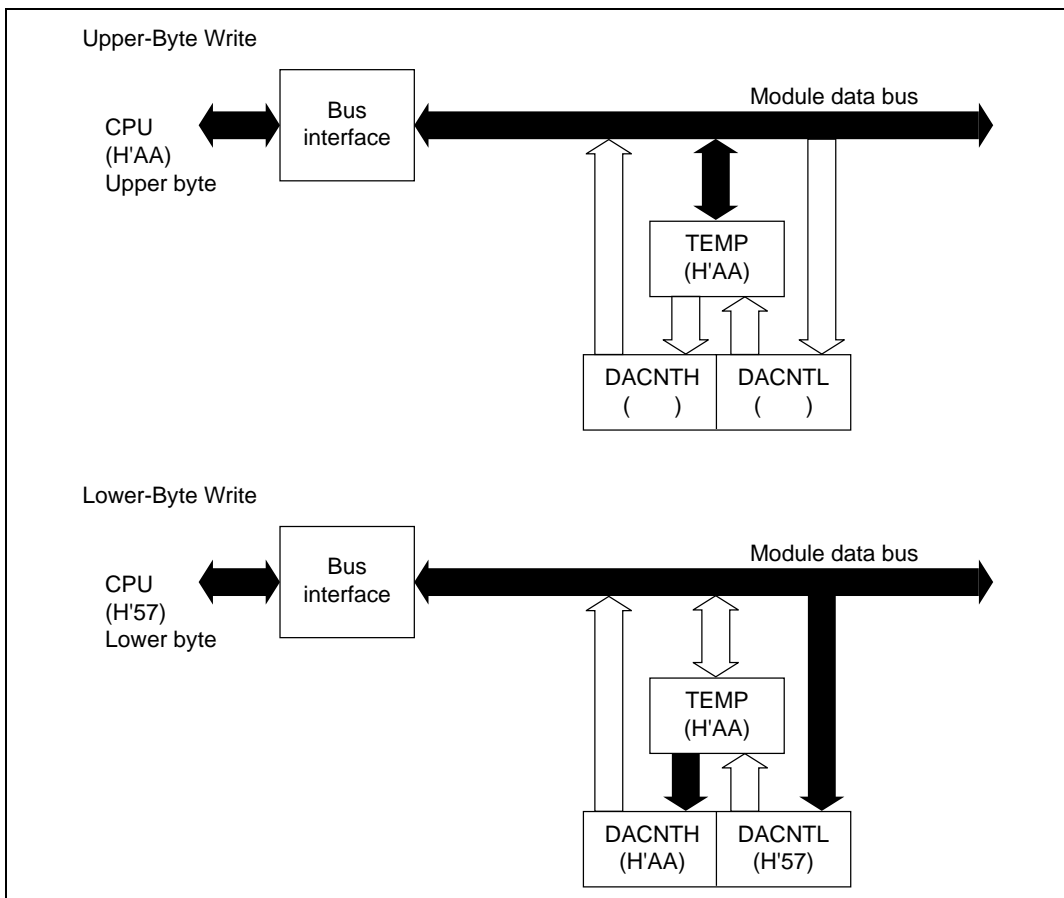 Upper-Byte Write
CPU
(H'AA)
Upper byte
Bus
interface
Module data bus
TEMP
(H'AA)
DACNTH
(      )
DACNTL
(      )
Lower-Byte Write
CPU
(H'57)
Lower byte
Bus
interface
Module data bus
TEMP
(H'AA)
DACNTH
(H'AA)
DACNTL
(H'57)